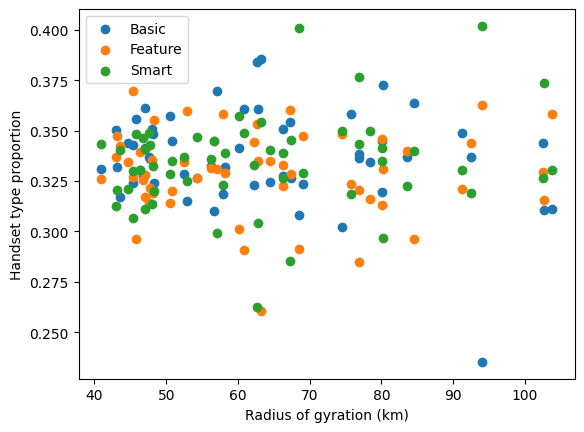 Basic
Feature
Smart
Handset type proportion
0.400
0.375
0.350
0.325
0.300
0.275
0.250
40 50 60 70 80 90 100
Radius of gyration (km)